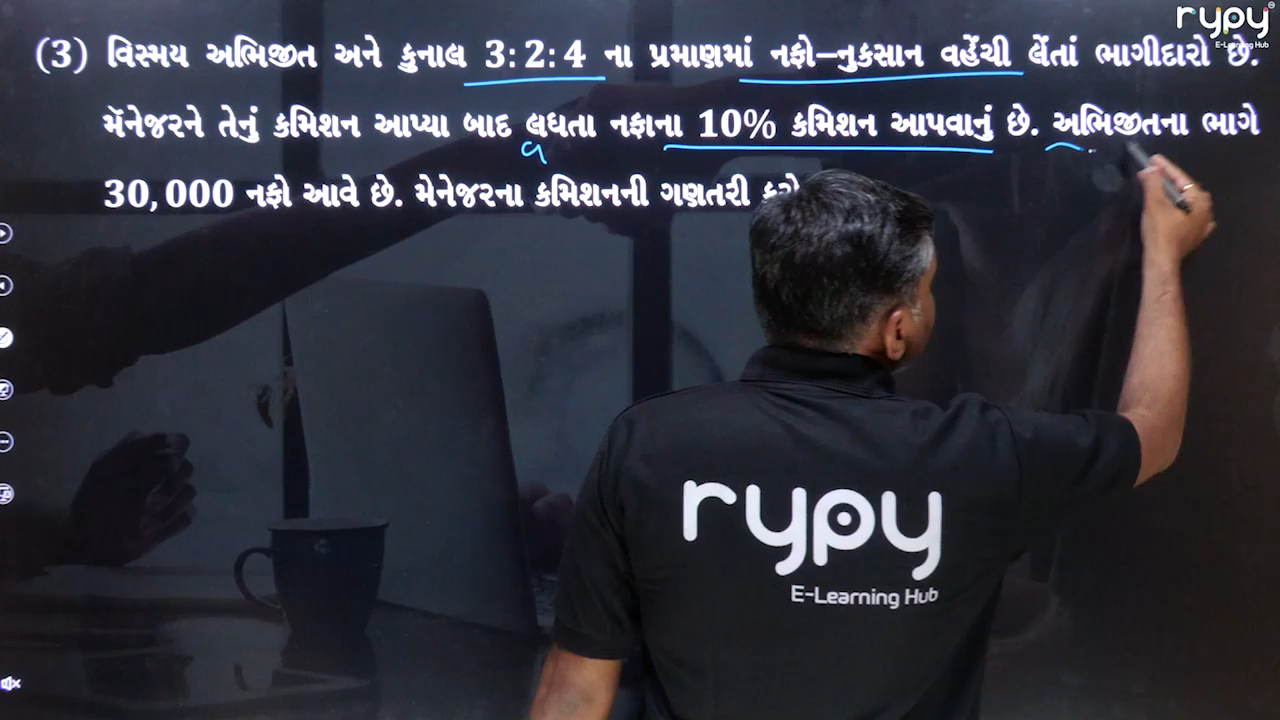 rypy
E-Learning Hub
(3) વિસ્મય અભિજીત અને કુનાલ 3:2:4 ના પ્રમાણમાં નફો–નુકસાન વહેંચી લેંતાં ભાગીદારો છે.
મૅનેજરને તેનું કમિશન આપ્યા બાદ લધતા નફાના 10% કમિશન આપવાનું છે. અભિજીતના ભાગે
30,000 નફો આવે છે. મેનેજરના કમિશનની ગણતરી કરો
rypy
E-Learning Hub